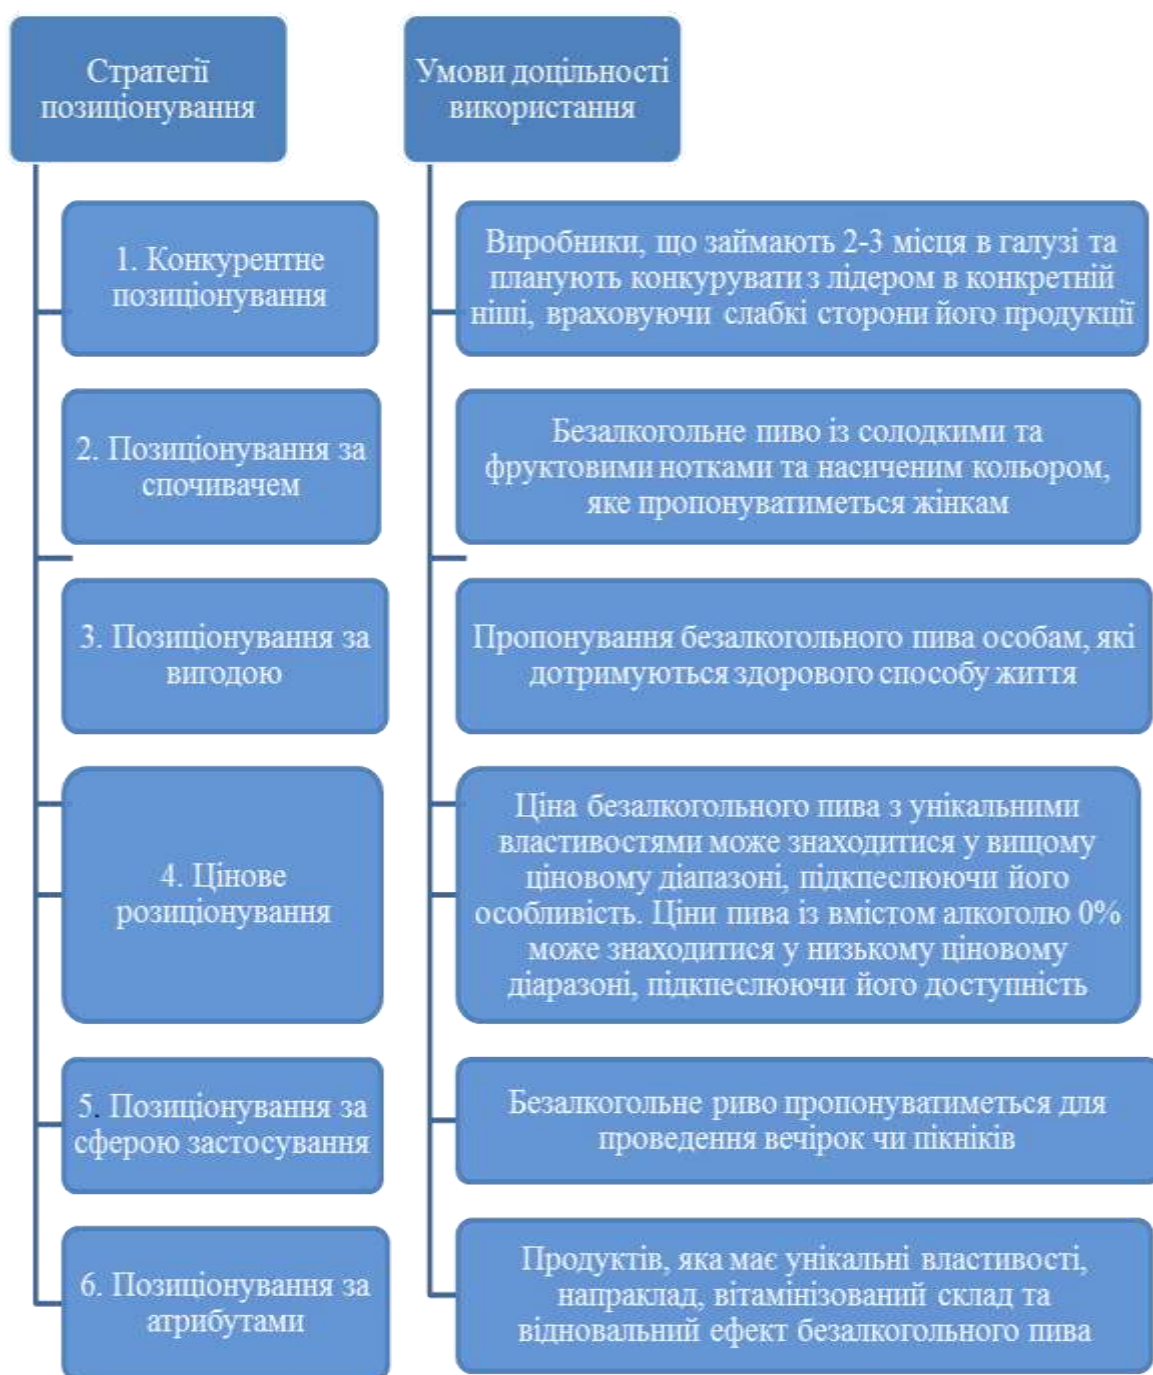 Стратегії
позиціонування
Умови доцільності
використання
1. Конкурентне
позиціонування
Виробники, що займають 2-3 місця в галузі та
планують конкурувати з лідером в конкретній
ніші, враховуючи слабкі сторони його продукції
2. Позиціонування за
спочивачем
Безалкогольне пиво із солодкими та
фруктовими нотками та насиченим кольором,
яке пропонуватиметься жінкам
3. Позиціонування за
вигодою
Пропонування безалкогольного пива особам, які
дотримуються здорового способу життя
4. Цінове
розиціонування
Ціна безалкогольного пива з унікальними
властивостями може знаходитися у вищому
ціновому діапазоні, підкпеслюючи його
особливість. Ціни пива із вмістом алкоголю 0%
може знаходитися у низькому ціновому
діаразоні, підкпеслюючи його доступність
5. Позиціонування за
сферою застосування
Безалкогольне риво пропонуватиметься для
проведення вечірок чи пікніків
6. Позиціонування за
атрибутами
Продуктів, яка має унікальні властивості,
напраклад, вітамінізований склад та
відновальний ефект безалкогольного пива